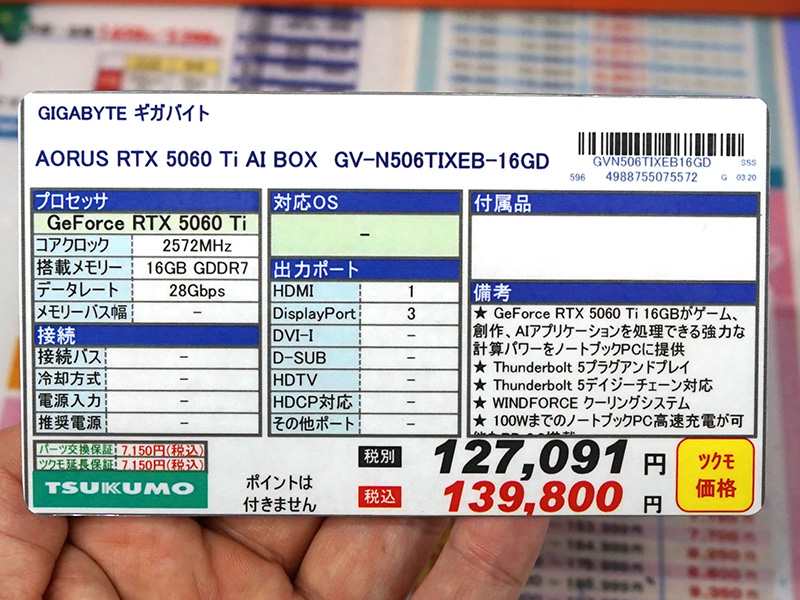 GIGABYTE ギガバイト
AORUS RTX 5060 Ti AI BOX GV-N506TIXEB-16GD
GVN506TIXEB16GD SSS
596 4988755075572 G 03.20
プロセッサ
GeForce RTX 5060 Ti
コアクロック 2572MHz
搭載メモリー 16GB GDDR7
データレート 28Gbps
メモリーバス幅 -
接続
接続バス -
冷却方式 -
電源入力 -
推奨電源 -
対応OS
-
出力ポート
HDMI 1
DisplayPort 3
DVI-I -
D-SUB -
HDTV -
HDCP対応 -
その他ポート -
付属品
備考
★ GeForce RTX 5060 Ti 16GBがゲーム、
創作、AIアプリケーションを処理できる強力な
計算パワーをノートブックPCに提供
★ Thunderbolt 5プラグアンドプレイ
★ Thunderbolt 5デイジーチェーン対応
★ WINDFORCE クーリングシステム
★ 100WまでのノートブックPC高速充電が可
パーツ交換保証 7,150円(税込)
ツクモ延長保証 7,150円(税込)
TSUKUMO
ポイントは
付きません
税別 127,091 円
税込 139,800 円
ツクモ
価格